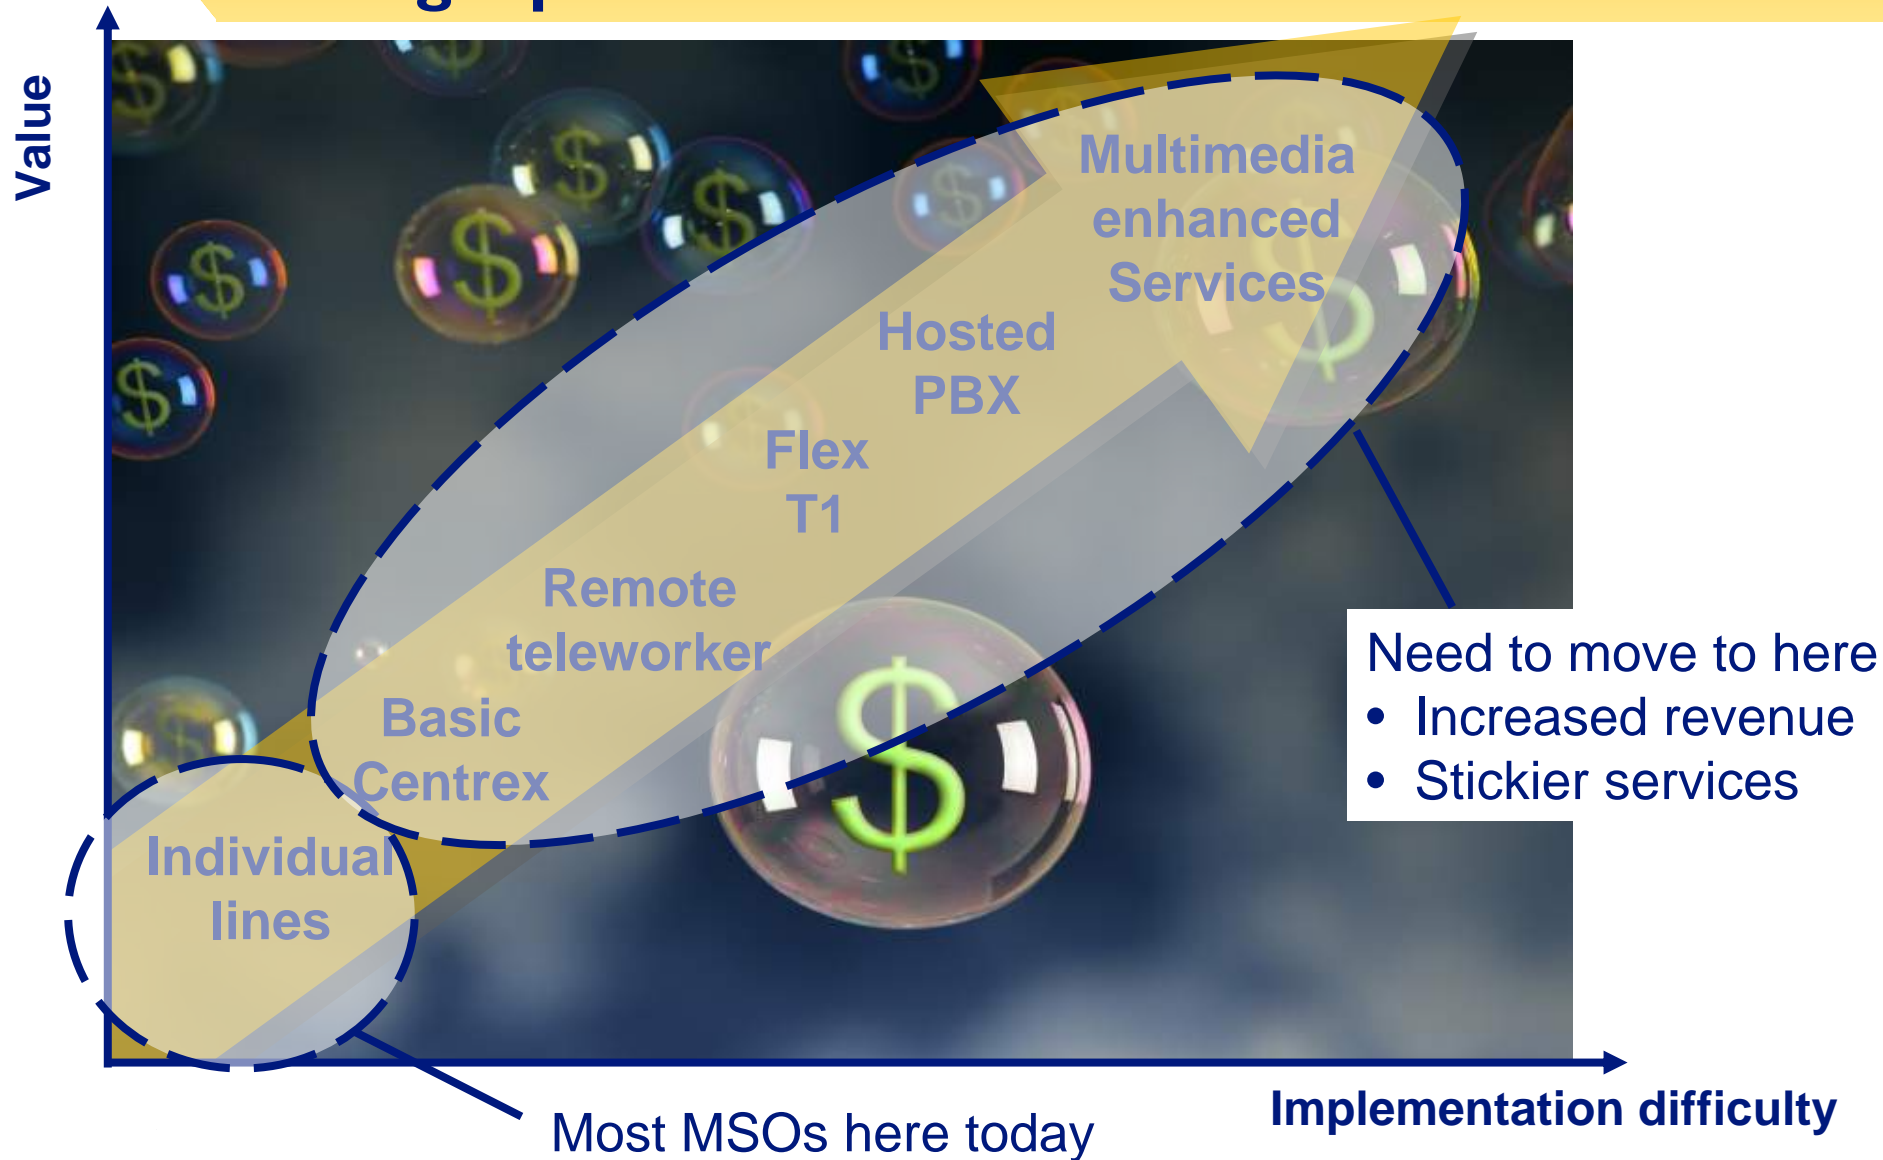 Value
Multimedia
enhanced
Services
Hosted
PBX
Flex
T1
Remote
teleworker
Basic
Centrex
Individual
lines
Need to move to here
• Increased revenue
• Stickier services
Implementation difficulty
Most MSOs here today
$
$
$
$
$
$
$
$
$
$
$
$